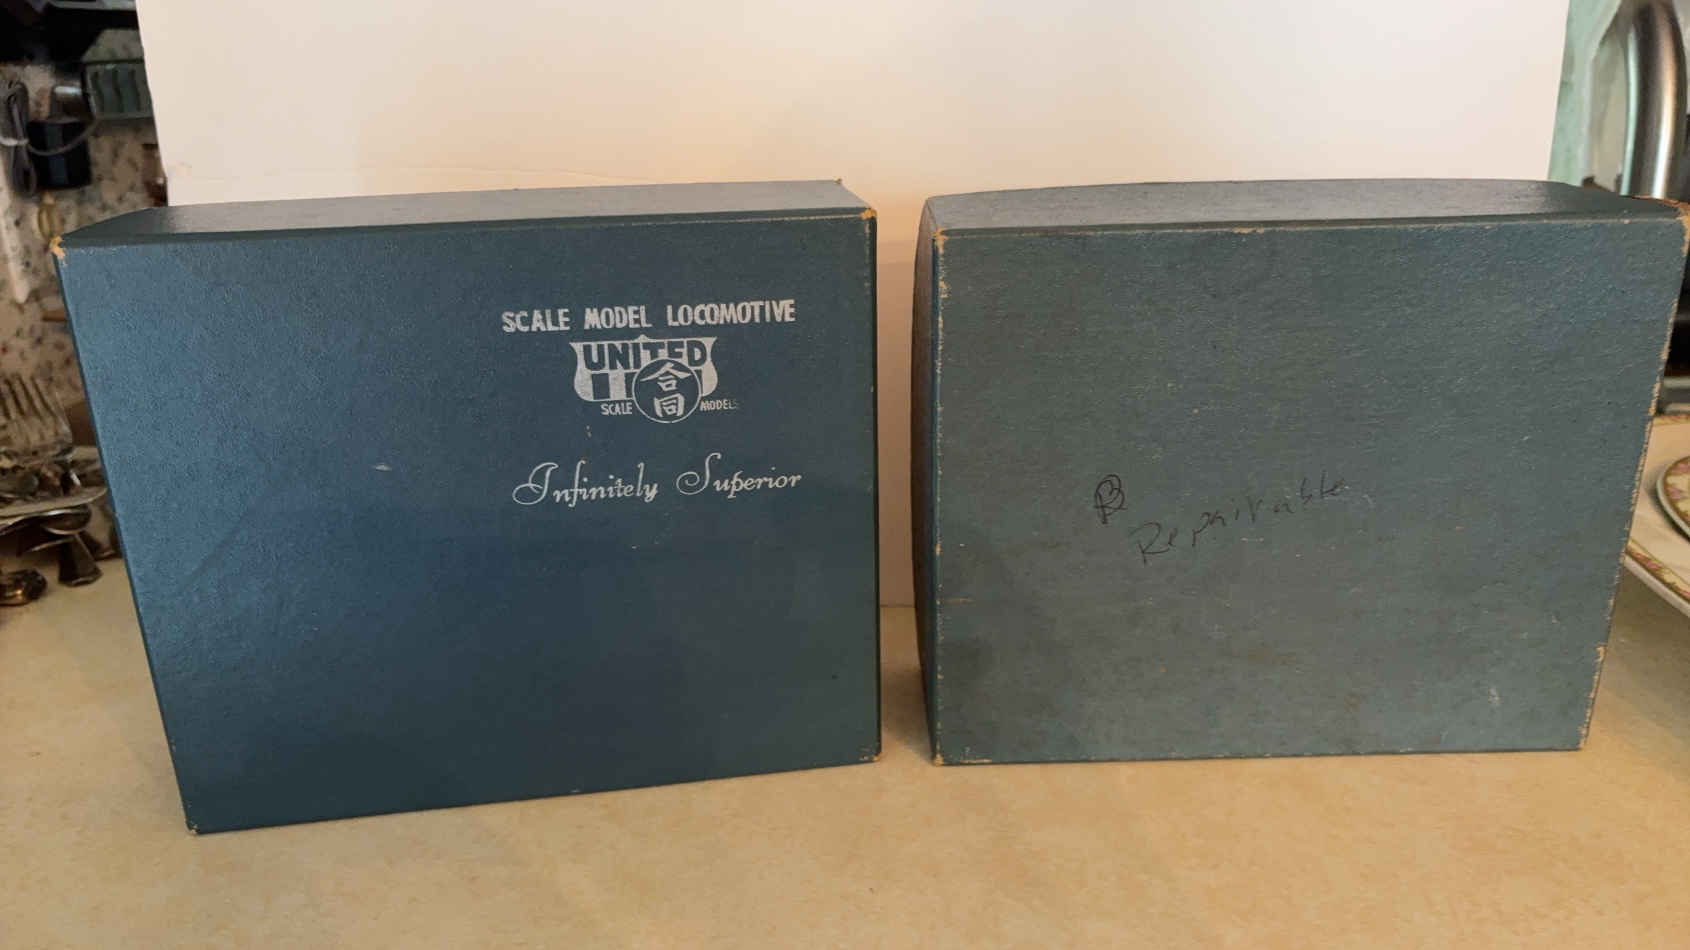 SCALE MODEL LOCOMOTIVE
UNITED
合同
SCALE MODELS
Infinitely Superior
B
Repairable